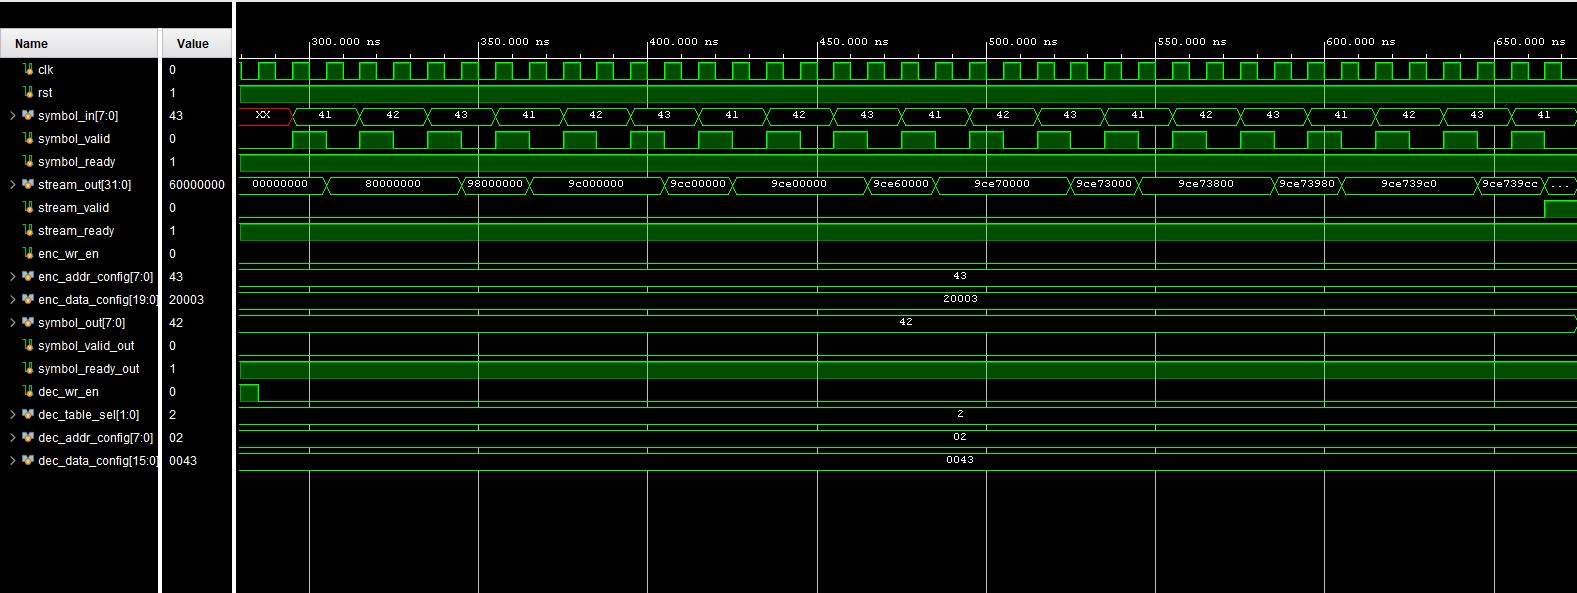 Name Value
300.000 ns 350.000 ns 400.000 ns 450.000 ns 500.000 ns 550.000 ns 600.000 ns 650.000 ns
clk 0
rst 1
symbol_in[7:0] 43 XX 41 42 43 41 42 43 41 42 43 41 42 43 41 42 43 41 42 43 41
symbol_valid 0
symbol_ready 1
stream_out[31:0] 60000000 00000000 80000000 98000000 9c000000 9cc00000 9ce00000 9ce60000 9ce70000 9ce73000 9ce73800 9ce73980 9ce739c0 9ce739cc ...
stream_valid 0
stream_ready 1
enc_wr_en 0
enc_addr_config[7:0] 43 43
enc_data_config[19:0] 20003 20003
symbol_out[7:0] 42 42
symbol_valid_out 0
symbol_ready_out 1
dec_wr_en 0
dec_table_sel[1:0] 2 2
dec_addr_config[7:0] 02 02
dec_data_config[15:0] 0043 0043